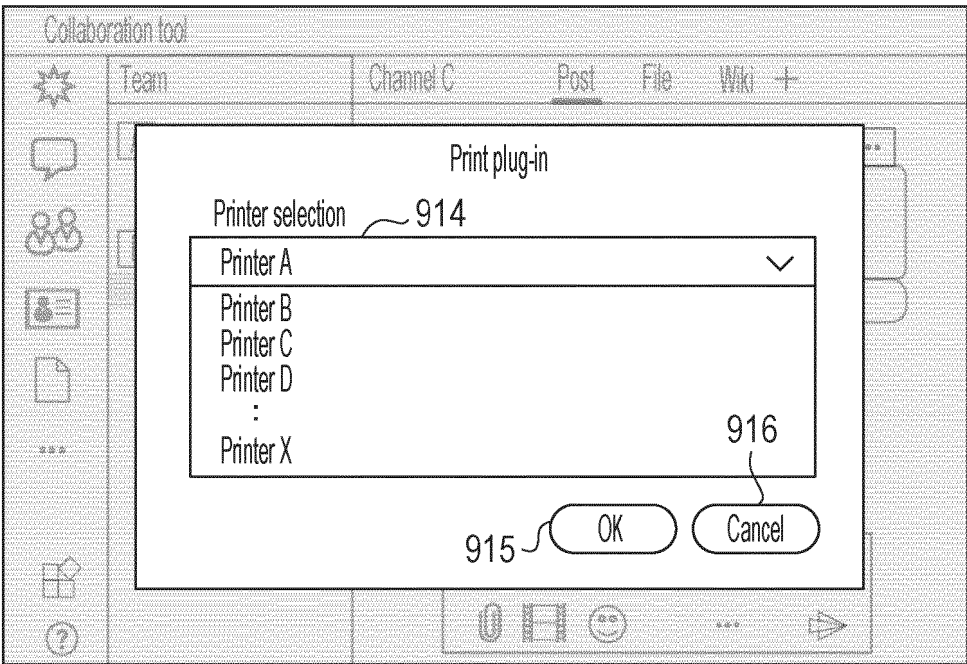 Collaboration tool
Team
Channel C Post File Wiki +
Print plug-in
Printer selection 914
Printer A
Printer B
Printer C
Printer D
:
Printer X
916
915 OK Cancel
?